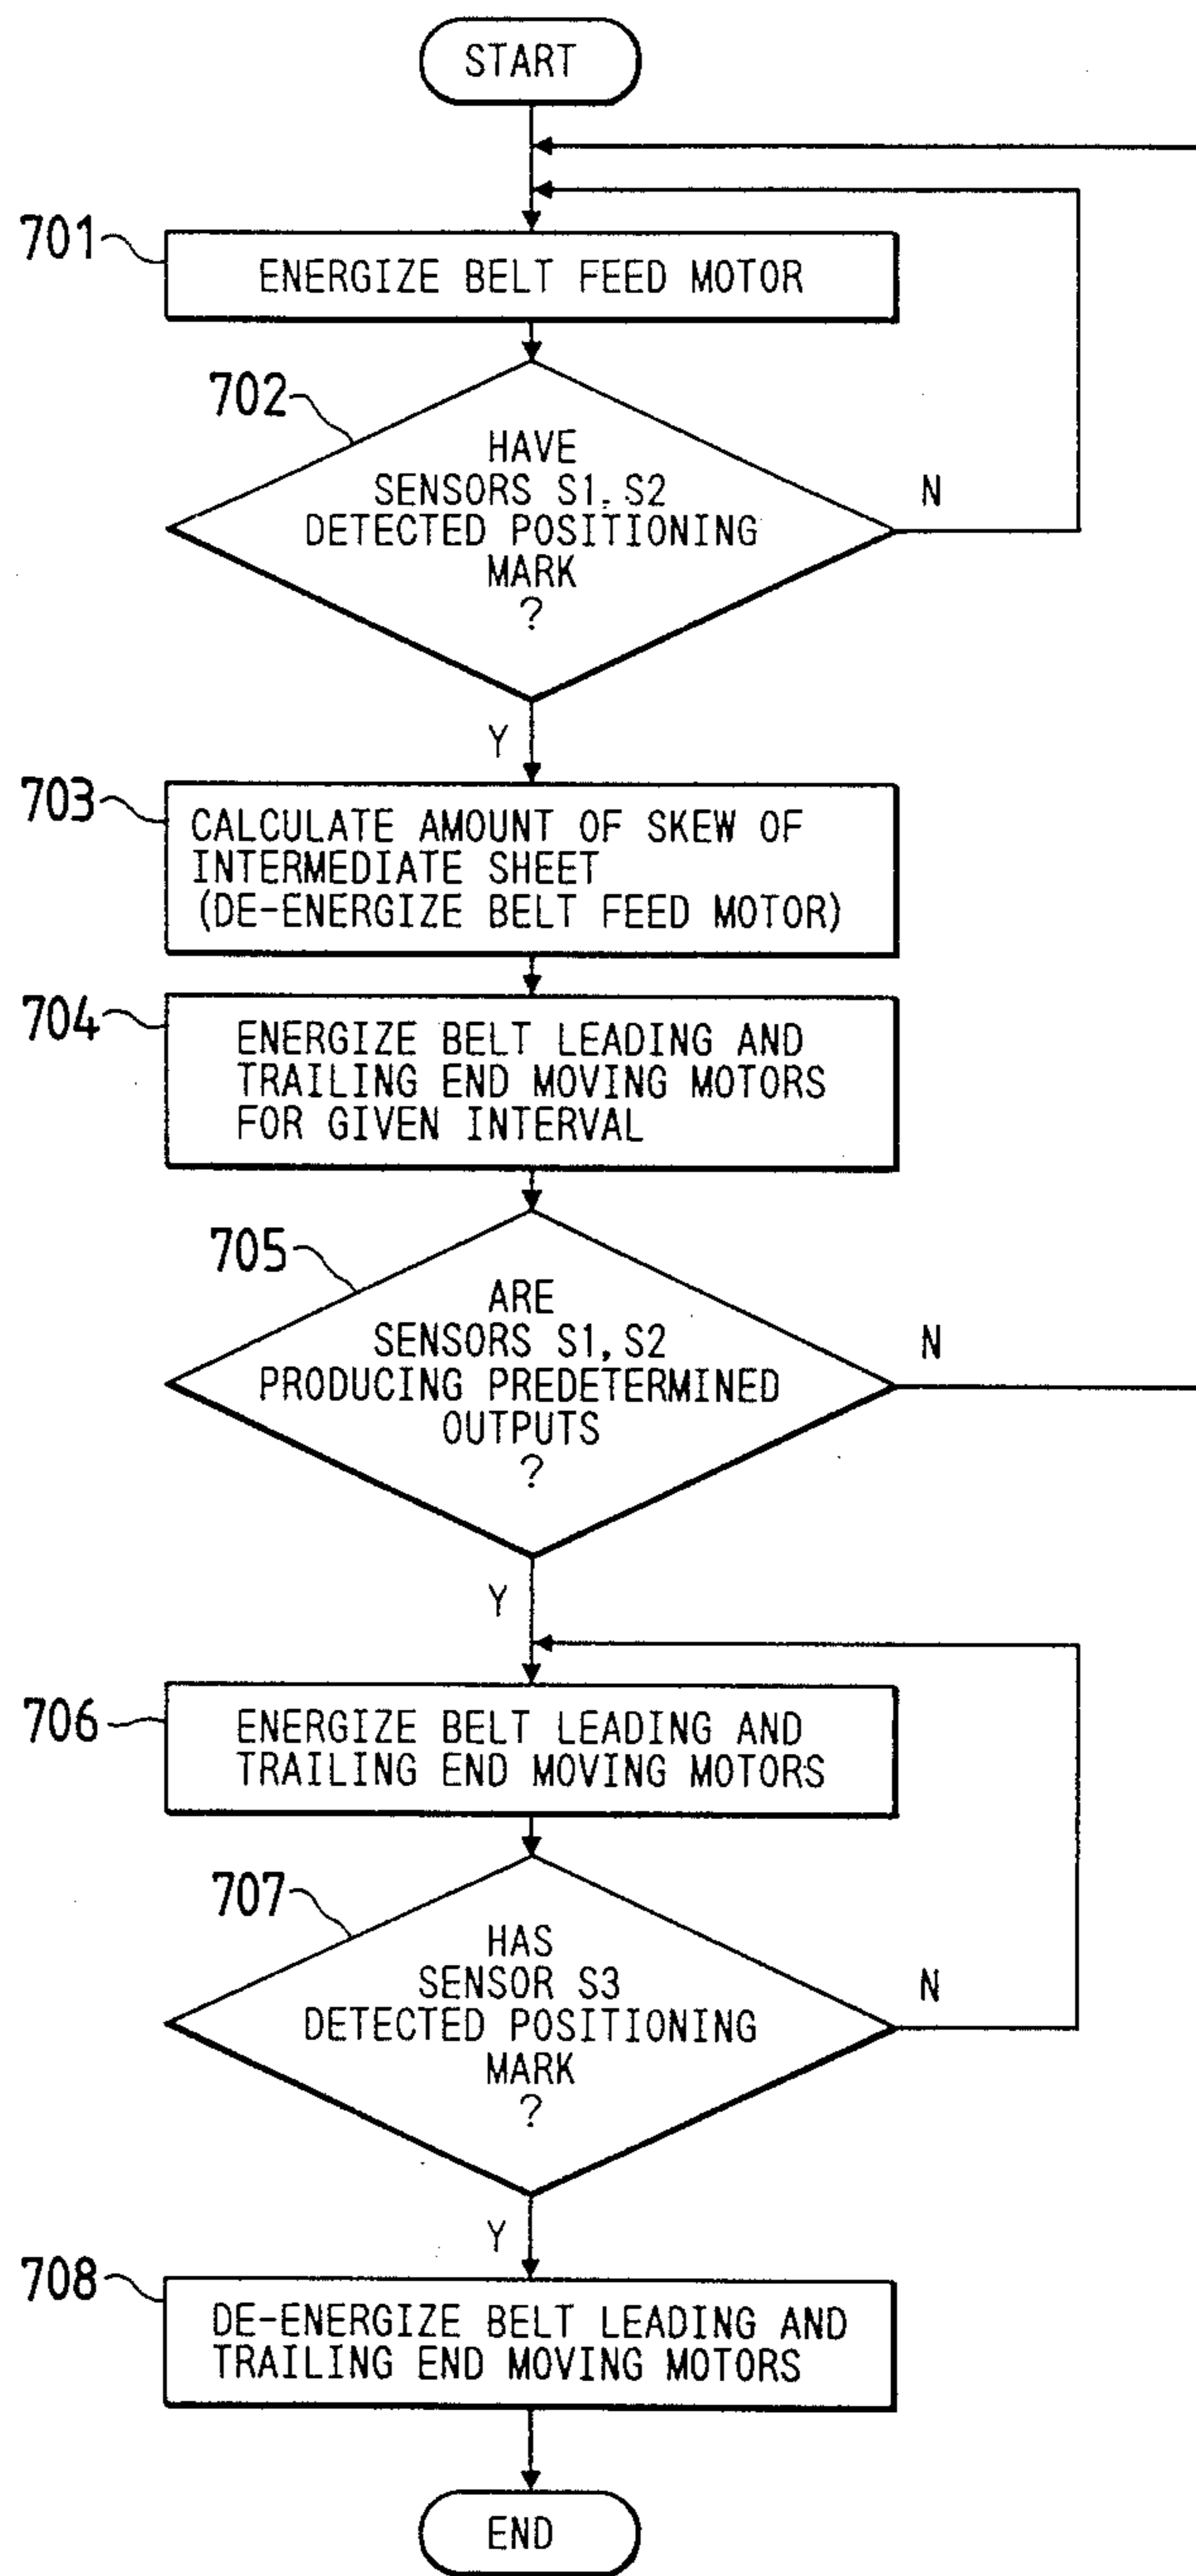 START
701
ENERGIZE BELT FEED MOTOR
702
HAVE
SENSORS S1, S2
DETECTED POSITIONING
MARK
?
N
Y
703
CALCULATE AMOUNT OF SKEW OF
INTERMEDIATE SHEET
(DE-ENERGIZE BELT FEED MOTOR)
704
ENERGIZE BELT LEADING AND
TRAILING END MOVING MOTORS
FOR GIVEN INTERVAL
705
ARE
SENSORS S1, S2
PRODUCING PREDETERMINED
OUTPUTS
?
N
Y
706
ENERGIZE BELT LEADING AND
TRAILING END MOVING MOTORS
707
HAS
SENSOR S3
DETECTED POSITIONING
MARK
?
N
Y
708
DE-ENERGIZE BELT LEADING AND
TRAILING END MOVING MOTORS
END